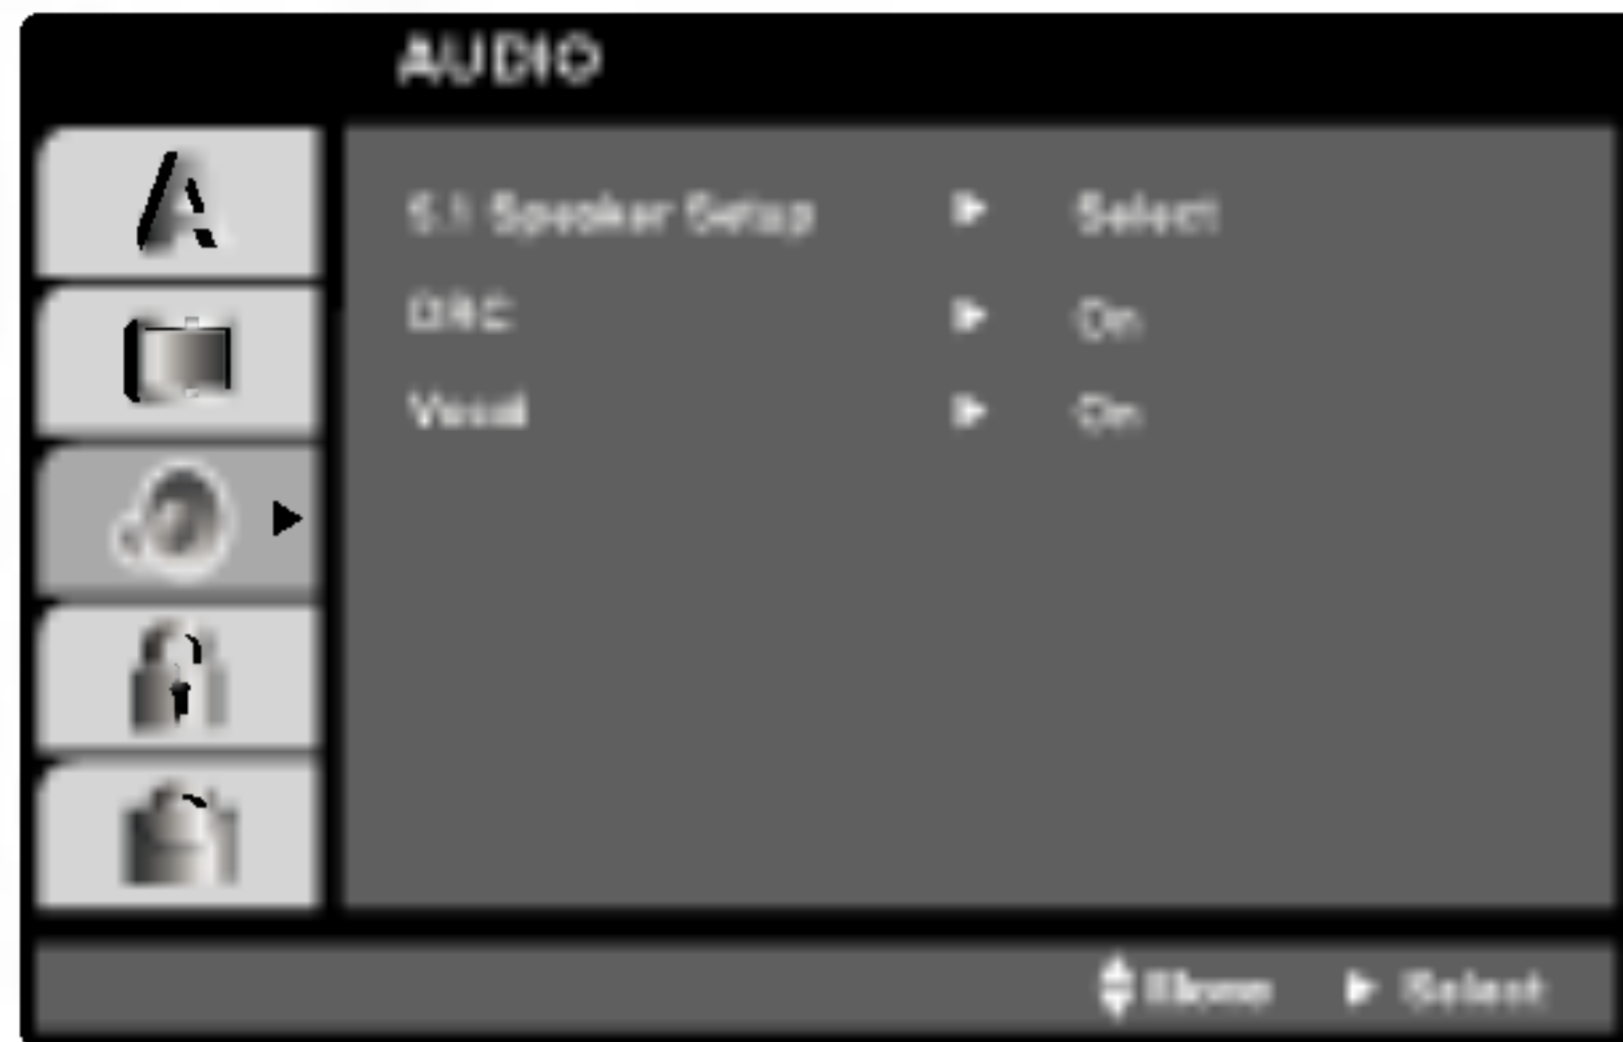 AUDIO
5.1 Speaker Setup ► Select
DRC ► On
Vocal ► On
Move ► Select